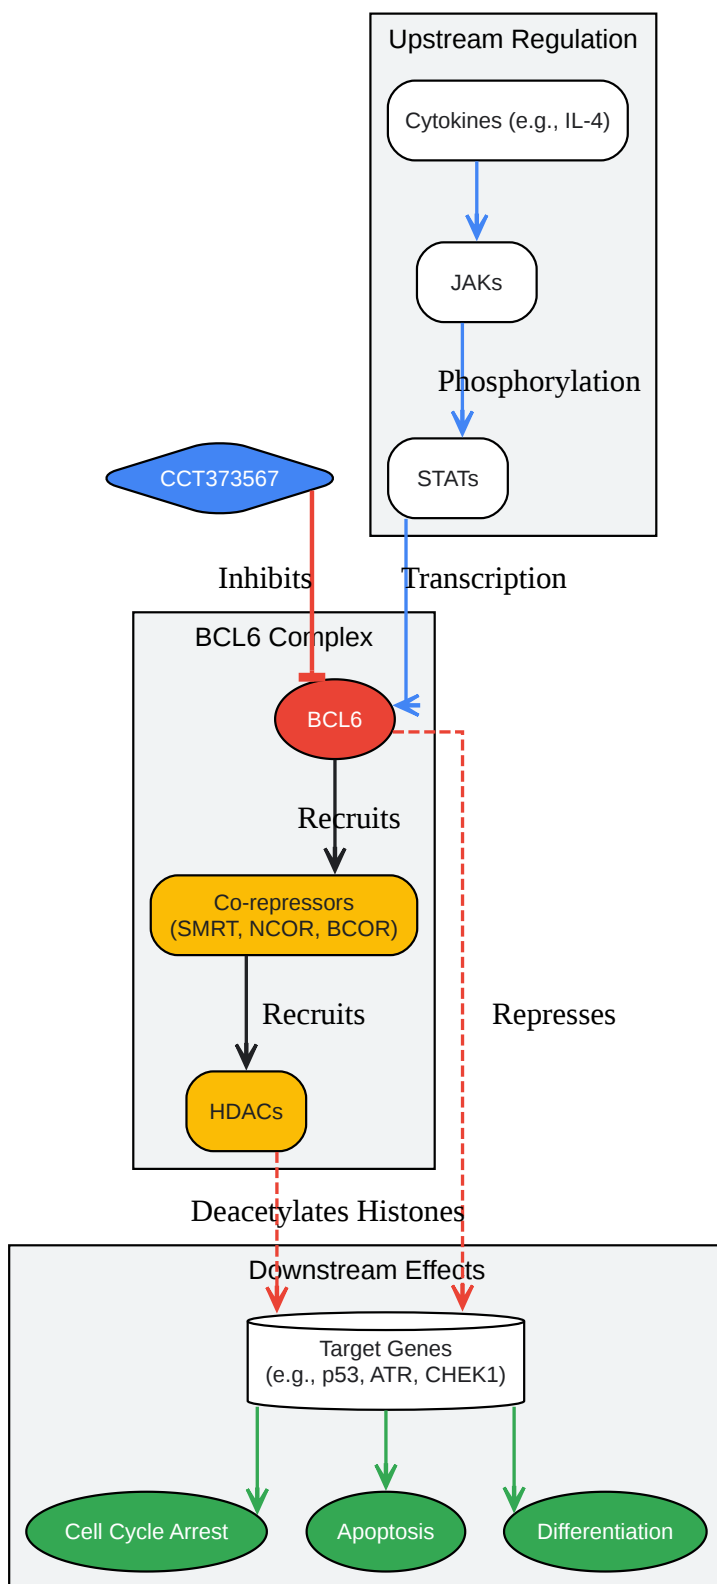 Upstream Regulation
Cytokines (e.g., IL-4)
JAKs
Phosphorylation
STATs
CCT373567
Inhibits
Transcription
BCL6 Complex
BCL6
Recruits
Co-repressors
(SMRT, NCOR, BCOR)
Recruits
Represses
HDACs
Deacetylates Histones
Downstream Effects
Target Genes
(e.g., p53, ATR, CHEK1)
Cell Cycle Arrest
Apoptosis
Differentiation